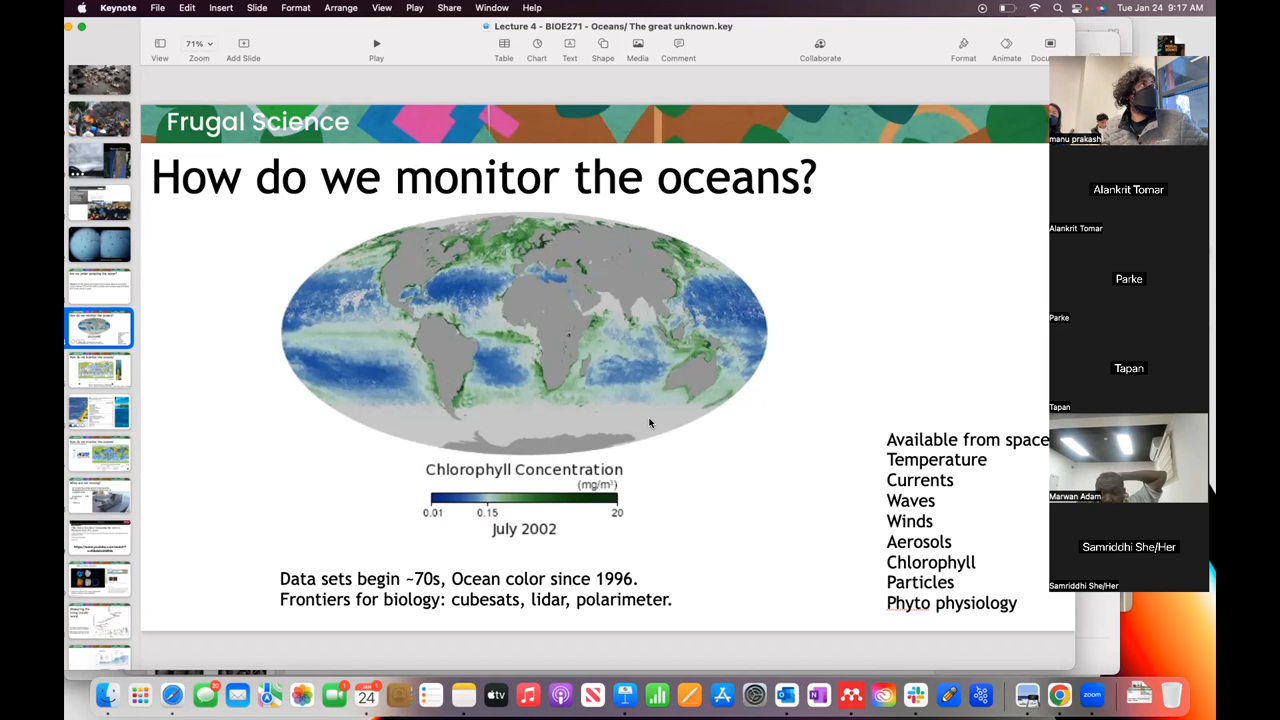 Keynote File Edit Insert Slide Format Arrange View Play Share Window Help Tue Jan 24 9:17 AM
Lecture 4 - BIOE271 - Oceans/ The great unknown.key
71%
View Zoom Add Slide Play Table Chart Text Shape Media Comment Collaborate Format Animate Docu
Frugal Science
How do we monitor the oceans?
Chlorophyll Concentration
(mg/m³)
0.01 0.15 20
July 2002
Data sets begin ~70s, Ocean color since 1996.
Frontiers for biology: cubesats, lidar, polarimeter.
Available from space
Temperature
Currents
Waves
Winds
Aerosols
Chlorophyll
Particles
Phyto physiology
manu prakash
Alankrit Tomar
Alankrit Tomar
Parke
Parke
Tapan
Tapan
Marwan Adam
Samriddhi She/Her
Samriddhi She/Her
JAN
24
tv
zoom